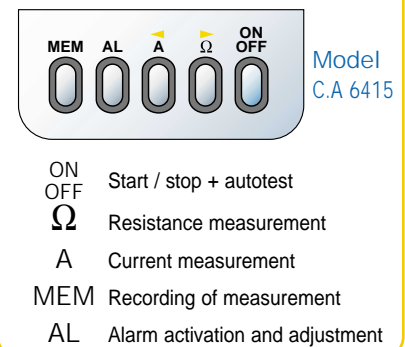 MEM AL A Ω ON OFF
Model
C.A 6415
ON OFF Start / stop + autotest
Ω Resistance measurement
A Current measurement
MEM Recording of measurement
AL Alarm activation and adjustment